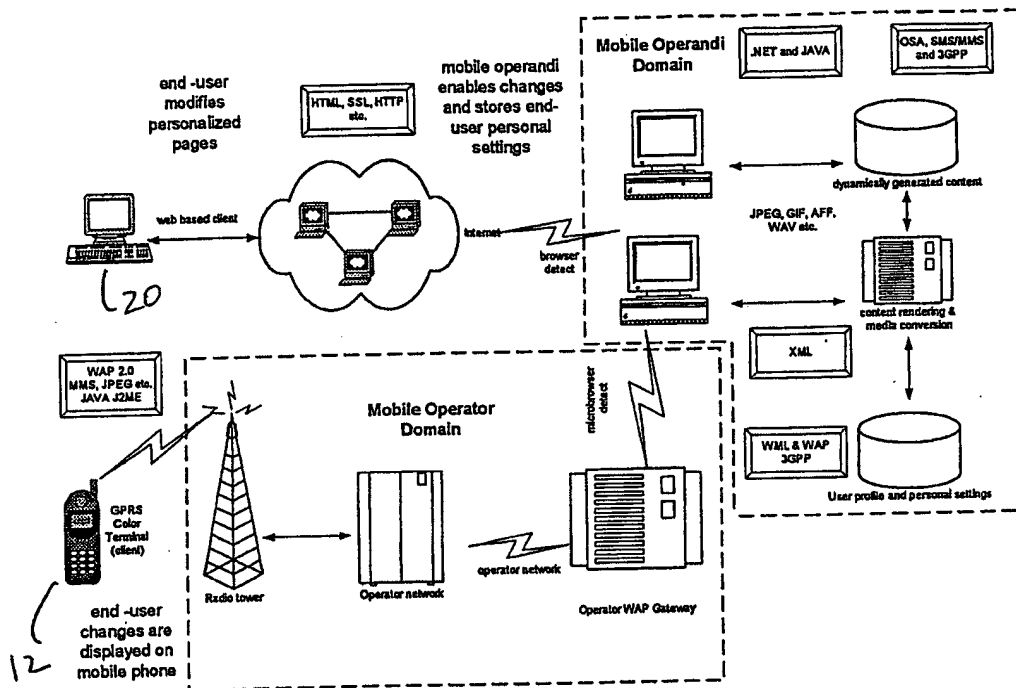 end -user
modifies
personalized
pages
HTML, SSL, HTTP
etc.
mobile operandi
enables changes
and stores end-
user personal
settings
Mobile Operandi
Domain
.NET and JAVA
OSA, SMS/MMS
and 3GPP
dynamically generated content
web based client
Internet
browser
detect
JPEG, GIF, AFF,
WAV etc.
20
content rendering &
media conversion
XML
WAP 2.0
MMS, JPEG etc.
JAVA J2ME
Mobile Operator
Domain
microbrowser
detect
WML & WAP
3GPP
User profile and personal settings
GPRS
Color
Terminal
(client)
Radio tower
Operator network
operator network
Operator WAP Gateway
12
end -user
changes are
displayed on
mobile phone